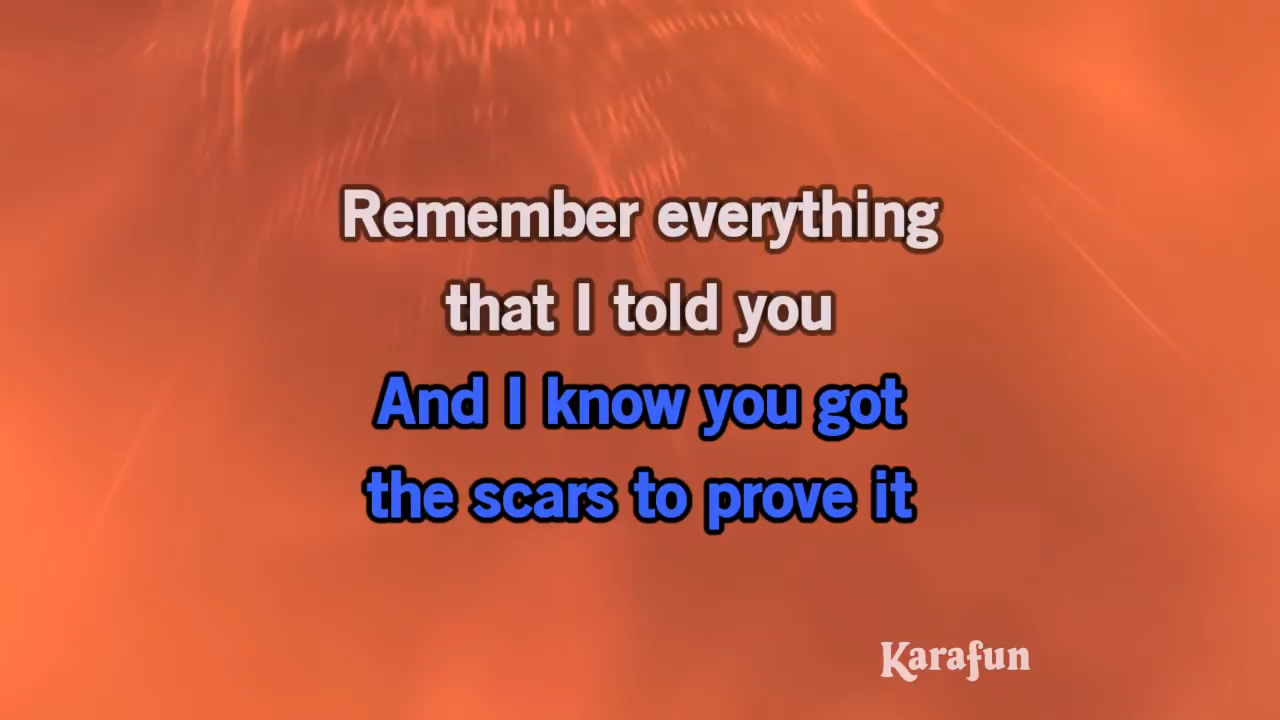 Remember everything
that I told you
And I know you got
the scars to prove it
Karafun